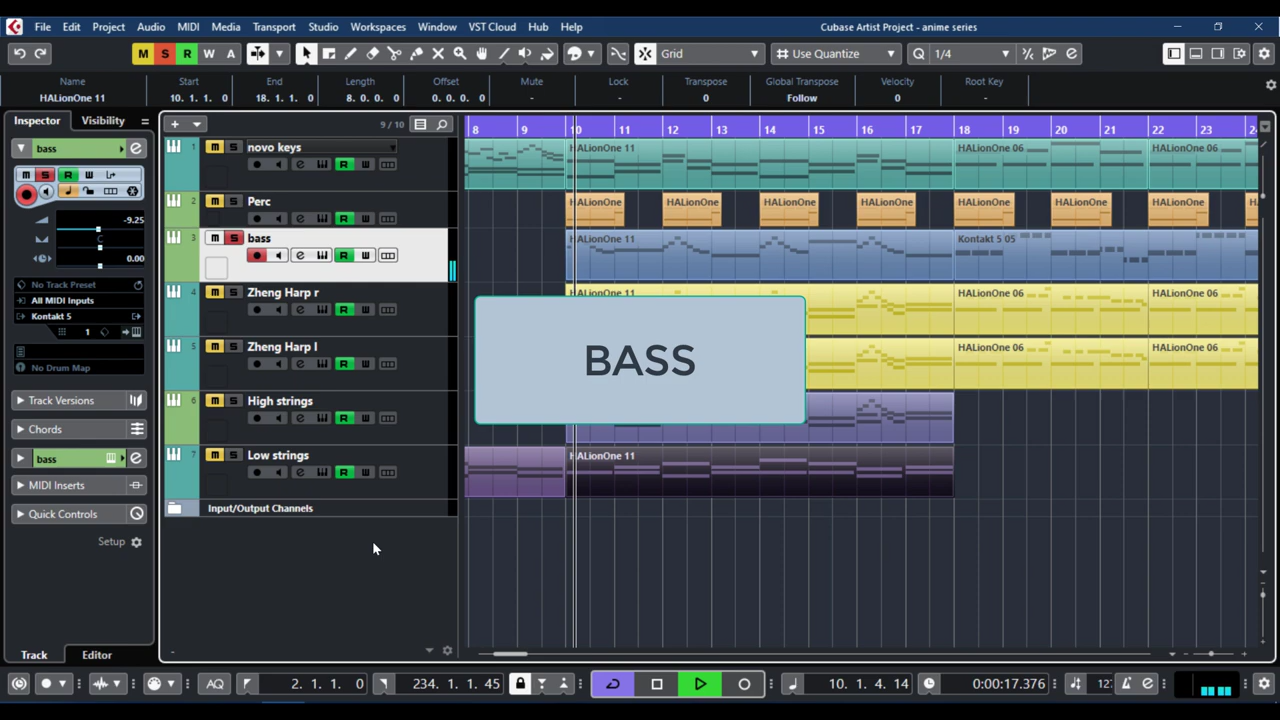 File Edit Project Audio MIDI Media Transport Studio Workspaces Window VST Cloud Hub Help Cubase Artist Project - anime series
M S R W A Grid Use Quantize Q 1/4
Name Start End Length Offset Mute Lock Transpose Global Transpose Velocity Root Key
HALionOne 11 10. 1. 1. 0 18. 1. 1. 0 8. 0. 0. 0 0. 0. 0. 0 - - 0 Follow 0 -
Inspector Visibility 9 / 10 8 9 10 11 12 13 14 15 16 17 18 19 20 21 22 23
bass e 1 m S novo keys HALionOne 11 HALionOne 06 HALionOne 06
m S R W
e R W
2 m S Perc HALionOne HALionOne HALionOne HALionOne HALionOne HALionOne HALionOne
-9.25
e R W
C
3 m S bass HALionOne 11 Kontakt 5 05
0.00
e R W
No Track Preset
4 m S Zheng Harp r HALionOne 11 HALionOne 06 HALionOne 06
All MIDI Inputs
e R W
Kontakt 5
1
5 m S Zheng Harp l HALionOne 06 HALionOne 06
BASS
No Drum Map
e R W
Track Versions
6 m S High strings
e R W
Chords
bass e
7 m S Low strings HALionOne 11
e R W
MIDI Inserts
Input/Output Channels
Quick Controls
Setup
Track Editor
AQ 2. 1. 1. 0 234. 1. 1. 45 10. 1. 4. 14 0:00:17.376 127 e